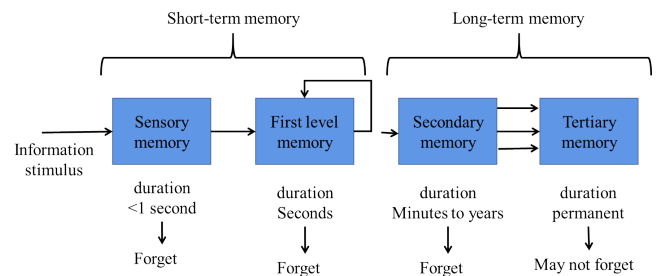 Short-term memory
Long-term memory
Information
stimulus
Sensory
memory
First level
memory
Secondary
memory
Tertiary
memory
duration
<1 second
duration
Seconds
duration
Minutes to years
duration
permanent
Forget
Forget
Forget
May not forget